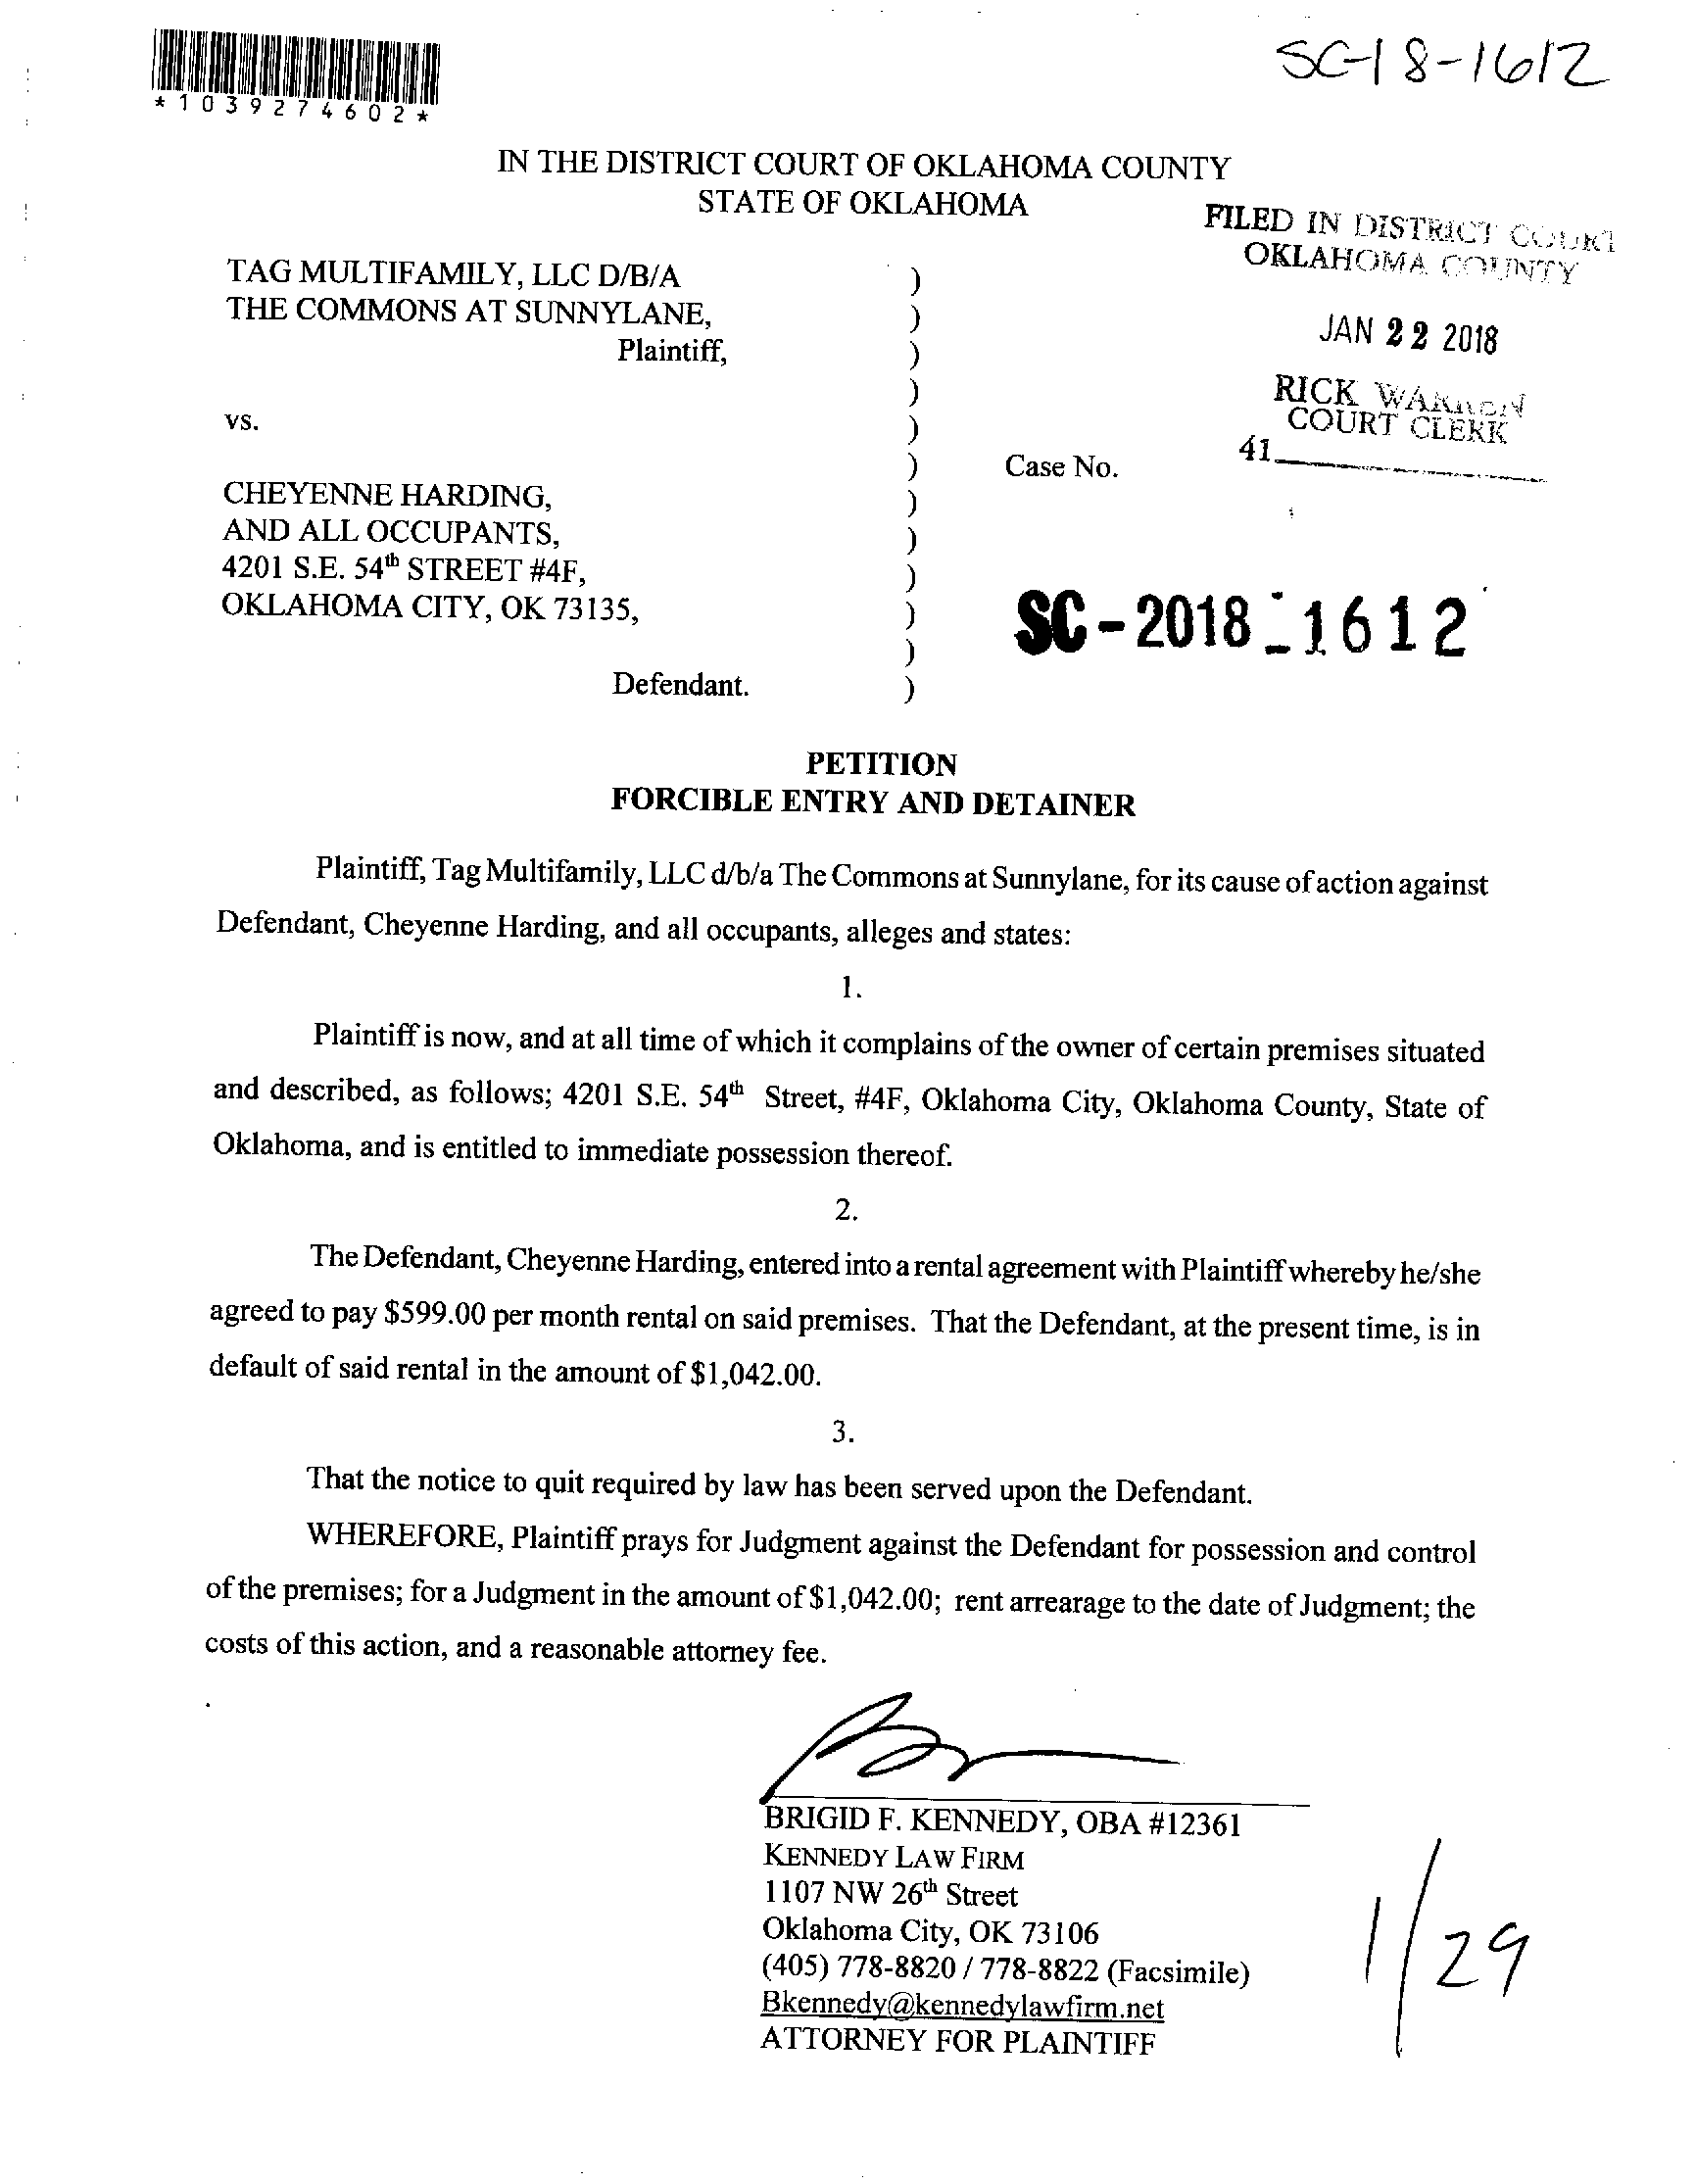 SC-18-1612
*1039274602*
IN THE DISTRICT COURT OF OKLAHOMA COUNTY
STATE OF OKLAHOMA
FILED IN DISTRICT COURT
OKLAHOMA COUNTY
JAN 22 2018
RICK WARREN
COURT CLERK
41
TAG MULTIFAMILY, LLC D/B/A )
THE COMMONS AT SUNNYLANE, )
Plaintiff, )
)
vs. )
) Case No.
CHEYENNE HARDING, )
AND ALL OCCUPANTS, )
4201 S.E. 54th STREET #4F, )
OKLAHOMA CITY, OK 73135, )
SC-2018-1612
)
Defendant. )
PETITION
FORCIBLE ENTRY AND DETAINER
Plaintiff, Tag Multifamily, LLC d/b/a The Commons at Sunnylane, for its cause of action against
Defendant, Cheyenne Harding, and all occupants, alleges and states:
1.
Plaintiff is now, and at all time of which it complains of the owner of certain premises situated
and described, as follows; 4201 S.E. 54th Street, #4F, Oklahoma City, Oklahoma County, State of
Oklahoma, and is entitled to immediate possession thereof.
2.
The Defendant, Cheyenne Harding, entered into a rental agreement with Plaintiff whereby he/she
agreed to pay $599.00 per month rental on said premises. That the Defendant, at the present time, is in
default of said rental in the amount of $1,042.00.
3.
That the notice to quit required by law has been served upon the Defendant.
WHEREFORE, Plaintiff prays for Judgment against the Defendant for possession and control
of the premises; for a Judgment in the amount of $1,042.00; rent arrearage to the date of Judgment; the
costs of this action, and a reasonable attorney fee.
BRIGID F. KENNEDY, OBA #12361
KENNEDY LAW FIRM
1107 NW 26th Street
Oklahoma City, OK 73106
(405) 778-8820 / 778-8822 (Facsimile)
Bkennedy@kennedylawfirm.net
ATTORNEY FOR PLAINTIFF
1/29